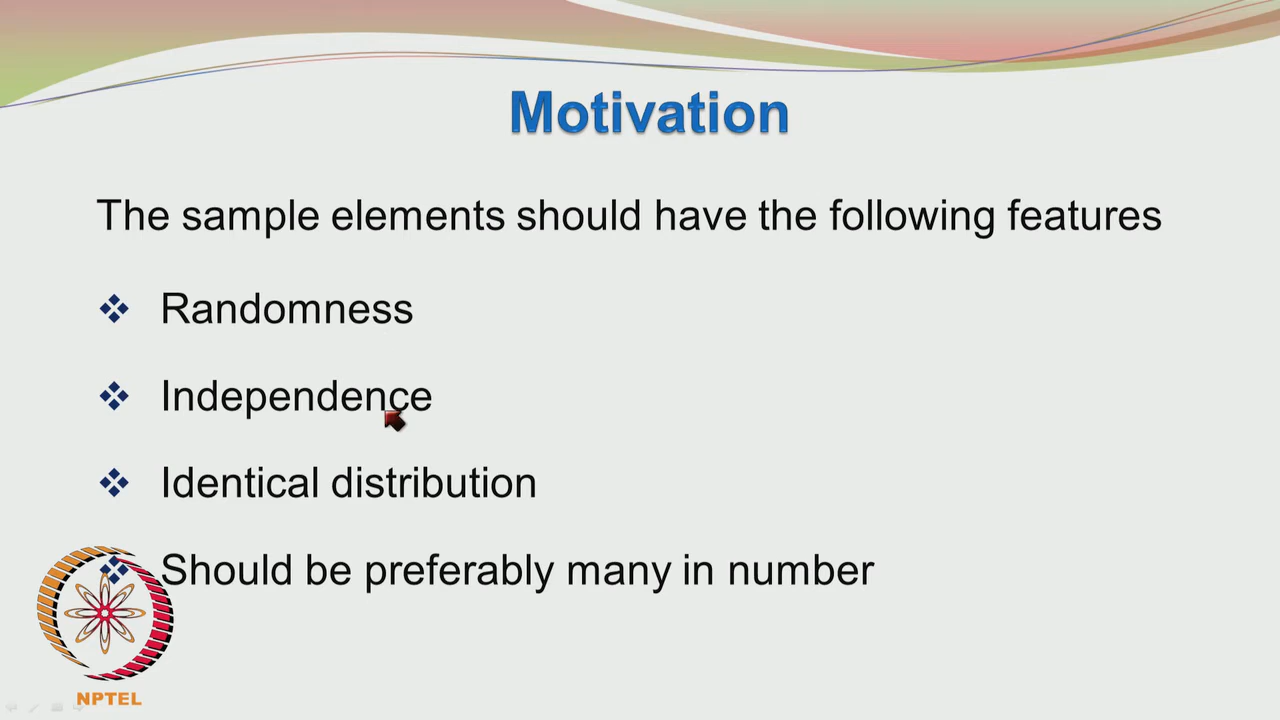 Motivation
The sample elements should have the following features
Randomness
Independence
Identical distribution
Should be preferably many in number
NPTEL